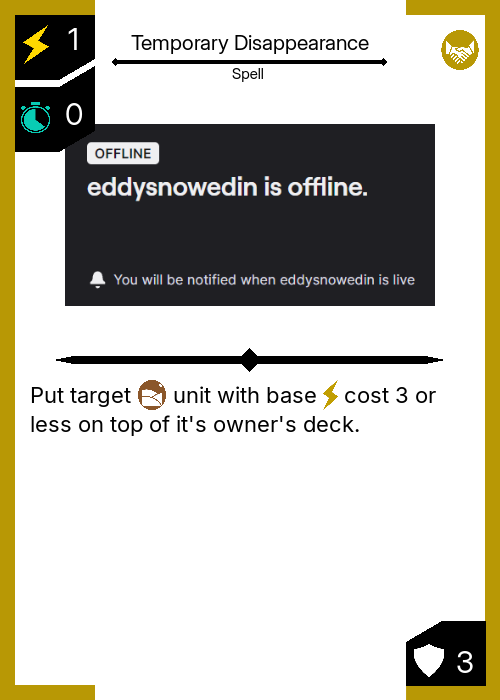 1
Temporary Disappearance
Spell
0
OFFLINE
eddysnowedin is offline.
You will be notified when eddysnowedin is live
Put target unit with base cost 3 or
less on top of it's owner's deck.
3